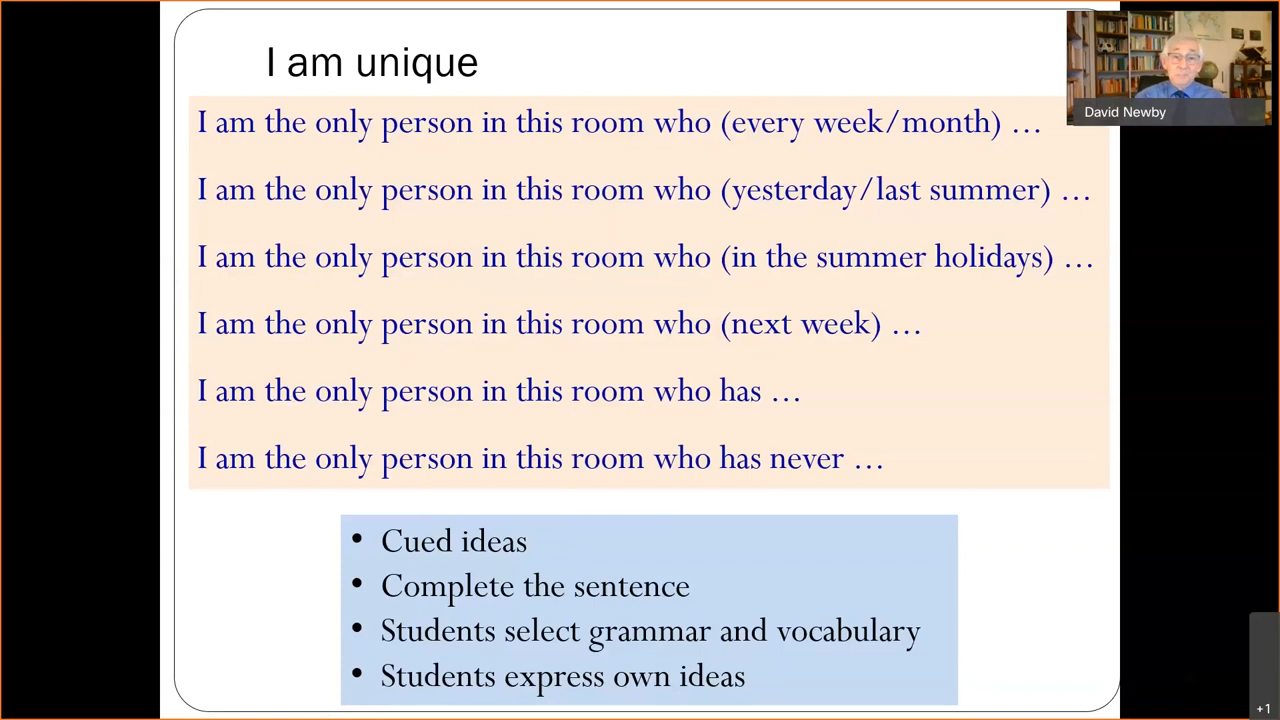 I am unique
David Newby
I am the only person in this room who (every week/month) …
I am the only person in this room who (yesterday/last summer) …
I am the only person in this room who (in the summer holidays) …
I am the only person in this room who (next week) …
I am the only person in this room who has …
I am the only person in this room who has never …
• Cued ideas
• Complete the sentence
• Students select grammar and vocabulary
• Students express own ideas
+1